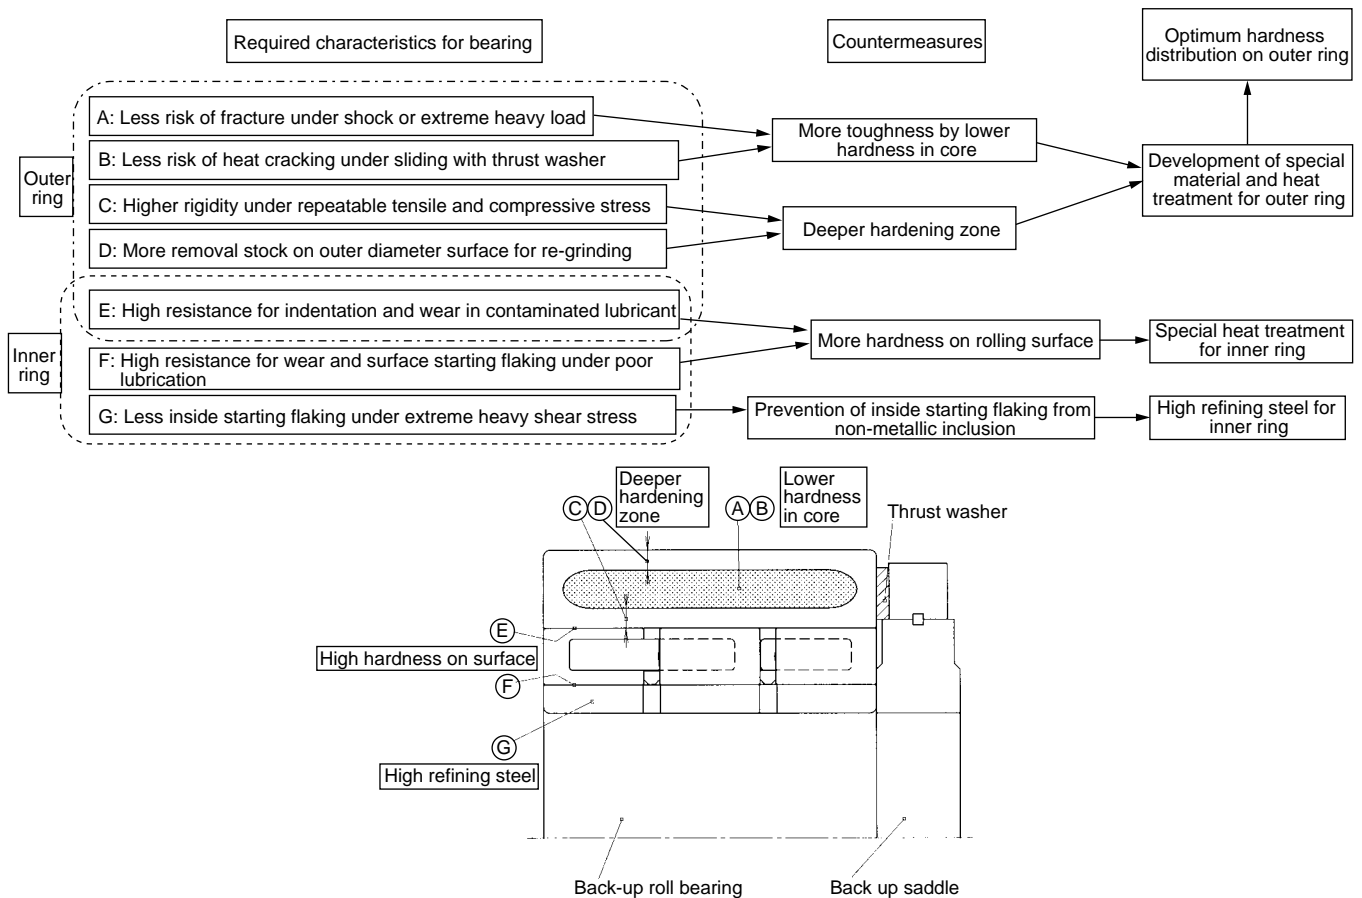 Required characteristics for bearing
Countermeasures
Optimum hardness
distribution on outer ring
Outer
ring
A: Less risk of fracture under shock or extreme heavy load
B: Less risk of heat cracking under sliding with thrust washer
C: Higher rigidity under repeatable tensile and compressive stress
D: More removal stock on outer diameter surface for re-grinding
More toughness by lower
hardness in core
Deeper hardening zone
Development of special
material and heat
treatment for outer ring
Inner
ring
E: High resistance for indentation and wear in contaminated lubricant
F: High resistance for wear and surface starting flaking under poor
lubrication
G: Less inside starting flaking under extreme heavy shear stress
More hardness on rolling surface
Special heat treatment
for inner ring
Prevention of inside starting flaking from
non-metallic inclusion
High refining steel for
inner ring
C D
Deeper
hardening
zone
A B
Lower
hardness
in core
Thrust washer
E
High hardness on surface
F
G
High refining steel
Back-up roll bearing
Back up saddle